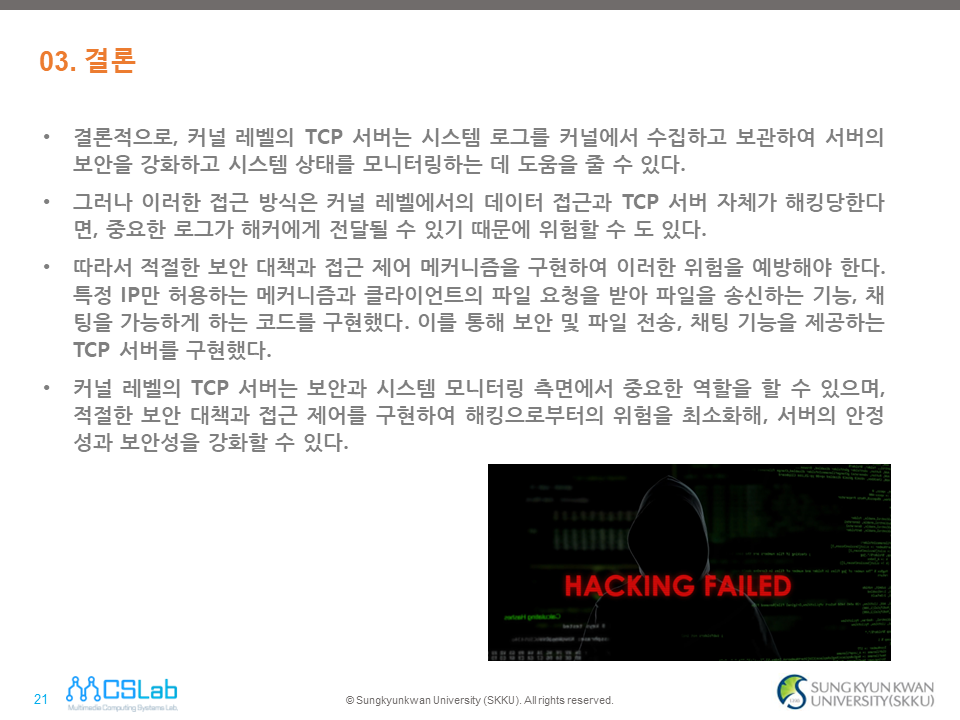 03. 결론
• 결론적으로, 커널 레벨의 TCP 서버는 시스템 로그를 커널에서 수집하고 보관하여 서버의
보안을 강화하고 시스템 상태를 모니터링하는 데 도움을 줄 수 있다.
• 그러나 이러한 접근 방식은 커널 레벨에서의 데이터 접근과 TCP 서버 자체가 해킹당한다
면, 중요한 로그가 해커에게 전달될 수 있기 때문에 위험할 수 도 있다.
• 따라서 적절한 보안 대책과 접근 제어 메커니즘을 구현하여 이러한 위험을 예방해야 한다.
특정 IP만 허용하는 메커니즘과 클라이언트의 파일 요청을 받아 파일을 송신하는 기능, 채
팅을 가능하게 하는 코드를 구현했다. 이를 통해 보안 및 파일 전송, 채팅 기능을 제공하는
TCP 서버를 구현했다.
• 커널 레벨의 TCP 서버는 보안과 시스템 모니터링 측면에서 중요한 역할을 할 수 있으며,
적절한 보안 대책과 접근 제어를 구현하여 해킹으로부터의 위험을 최소화해, 서버의 안정
성과 보안성을 강화할 수 있다.
HACKING FAILED
21
CSLab
Multimedia Computing Systems Lab.
© Sungkyunkwan University (SKKU). All rights reserved.
SUNG KYUN KWAN
UNIVERSITY(SKKU)